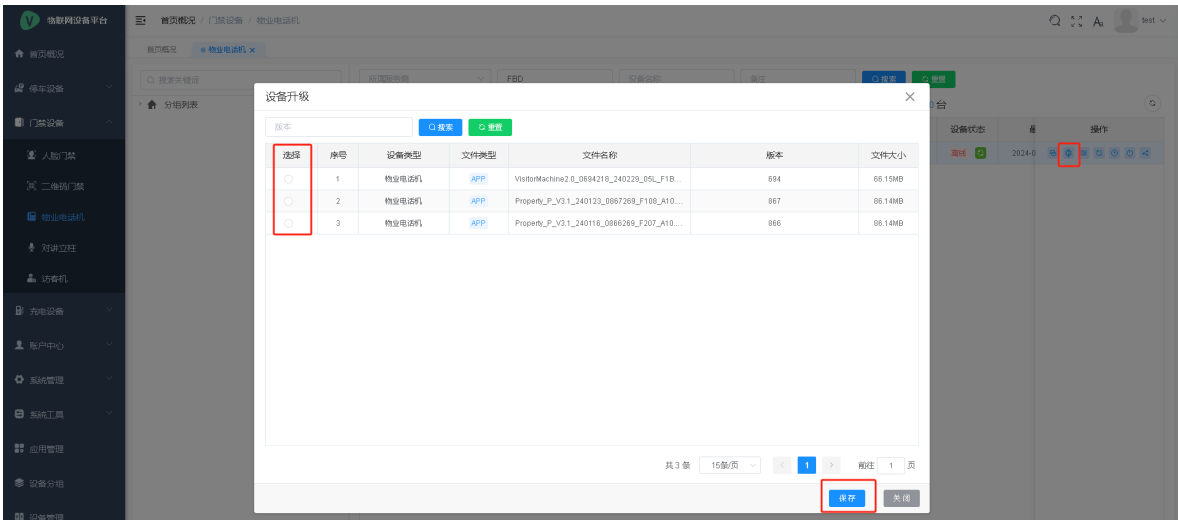 物联网设备平台
首页概况 / 门禁设备 / 物业电话机
test
首页概况
首页概况
物业电话机
停车设备
搜索关键词
所属服务商
FBD
设备名称
备注
搜索
重置
分组列表
0台
门禁设备
人脸门禁
二维码门禁
物业电话机
对讲立柱
访客机
充电设备
账户中心
系统管理
系统工具
应用管理
设备分组
设备管理
设备状态
操作
离线
2024-0
设备升级
版本
搜索
重置
选择 序号 设备类型 文件类型 文件名称 版本 文件大小
1 物业电话机 APP VisitorMachine2.0_0694218_240229_05L_F1B... 694 66.15MB
2 物业电话机 APP Property_P_V3.1_240123_0867269_F108_A10.... 867 86.14MB
3 物业电话机 APP Property_P_V3.1_240116_0866269_F207_A10.... 866 86.14MB
共 3 条 15条/页 1 前往 1 页
保存 关闭